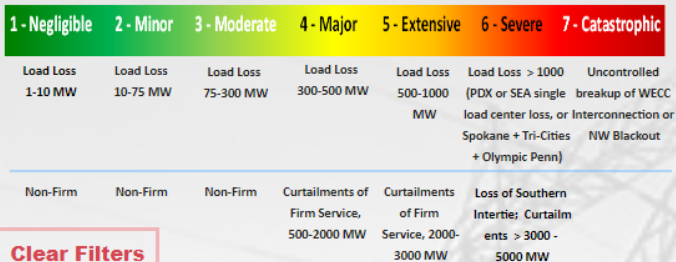 1 - Negligible 2 - Minor 3 - Moderate 4 - Major 5 - Extensive 6 - Severe 7 - Catastrophic
Load Loss
1-10 MW
Load Loss
10-75 MW
Load Loss
75-300 MW
Load Loss
300-500 MW
Load Loss
500-1000
MW
Load Loss > 1000
(PDX or SEA single
load center loss, or
Spokane + Tri-Cities
+ Olympic Penn)
Uncontrolled
breakup of WECC
Interconnection or
NW Blackout
Non-Firm
Non-Firm
Non-Firm
Curtailments of
Firm Service,
500-2000 MW
Curtailments
of Firm
Service, 2000-
3000 MW
Loss of Southern
Intertie; Curtailm
ents > 3000 -
5000 MW
Clear Filters